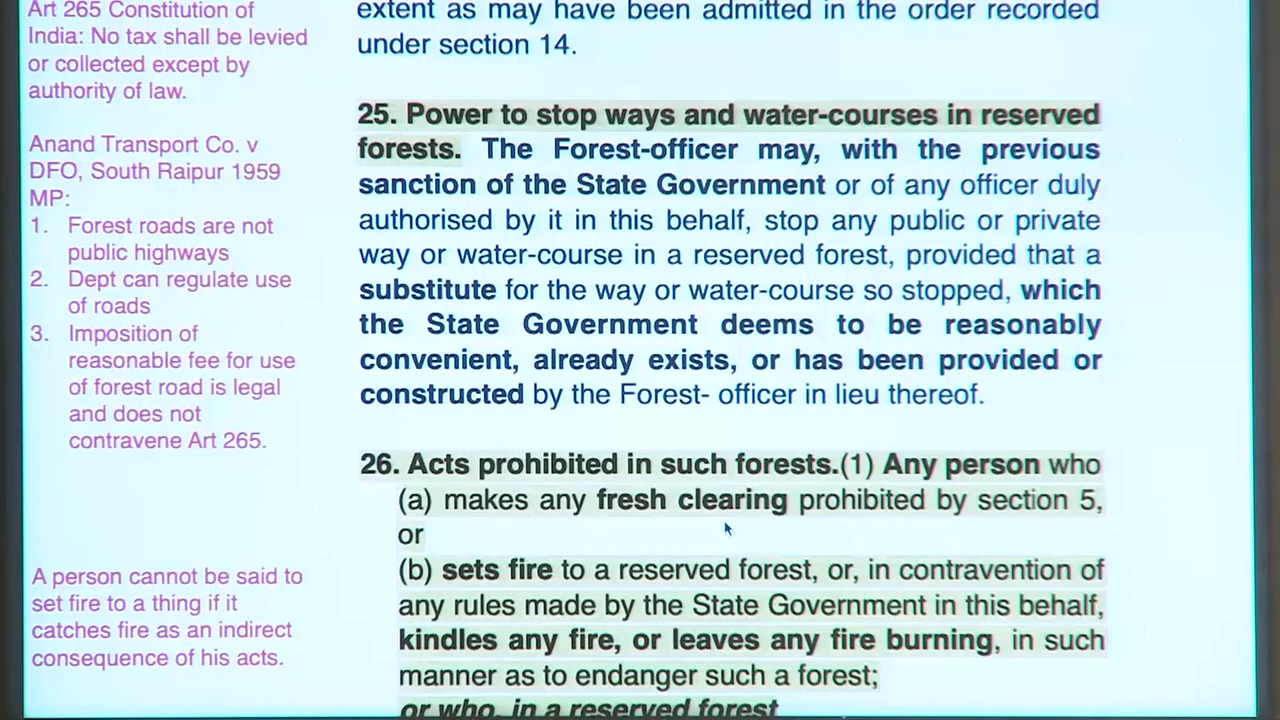 Art 265 Constitution of
India: No tax shall be levied
or collected except by
authority of law.
Anand Transport Co. v
DFO, South Raipur 1959
MP:
1. Forest roads are not
public highways
2. Dept can regulate use
of roads
3. Imposition of
reasonable fee for use
of forest road is legal
and does not
contravene Art 265.
A person cannot be said to
set fire to a thing if it
catches fire as an indirect
consequence of his acts.
extent as may have been admitted in the order recorded
under section 14.
25. Power to stop ways and water-courses in reserved
forests. The Forest-officer may, with the previous
sanction of the State Government or of any officer duly
authorised by it in this behalf, stop any public or private
way or water-course in a reserved forest, provided that a
substitute for the way or water-course so stopped, which
the State Government deems to be reasonably
convenient, already exists, or has been provided or
constructed by the Forest- officer in lieu thereof.
26. Acts prohibited in such forests.(1) Any person who
(a) makes any fresh clearing prohibited by section 5,
or
(b) sets fire to a reserved forest, or, in contravention of
any rules made by the State Government in this behalf,
kindles any fire, or leaves any fire burning, in such
manner as to endanger such a forest;
or who, in a reserved forest